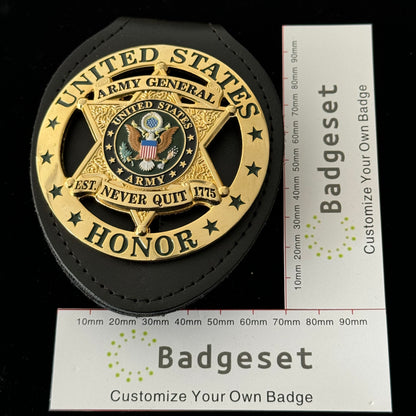 UNITED STATES
ARMY GENERAL
UNITED STATES
ARMY
EST. NEVER QUIT 1775
HONOR
10mm 20mm 30mm 40mm 50mm 60mm 70mm 80mm 90mm
Badgeset
Customize Your Own Badge
10mm 20mm 30mm 40mm 50mm 60mm 70mm 80mm 90mm
Badgeset
Customize Your Own Badge